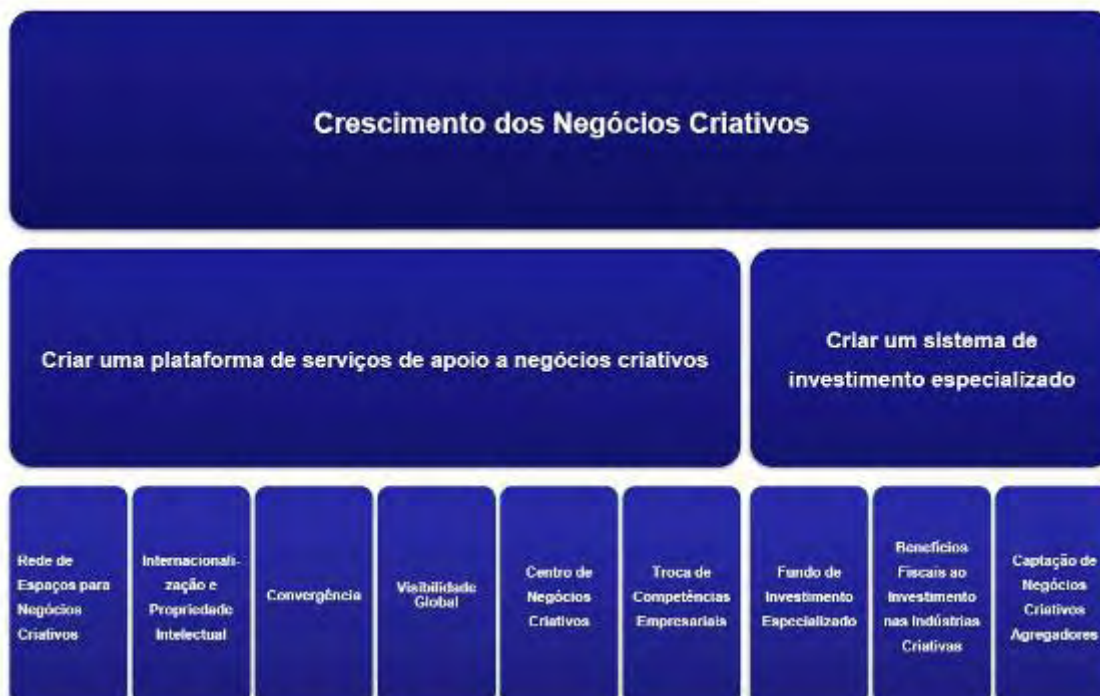 Crescimento dos Negócios Criativos
Criar uma plataforma de serviços de apoio a negócios criativos
Criar um sistema de
investimento especializado
Rede de
Espaços para
Negócios
Criativos
Internacionali-
zação e
Propriedade
Intelectual
Convergência
Visibilidade
Global
Centro de
Negócios
Criativos
Troca de
Competências
Empresariais
Fundo de
Investimento
Especializado
Benefícios
Fiscais ao
Investimento
nas Indústrias
Criativas
Captação de
Negócios
Criativos
Agregadores